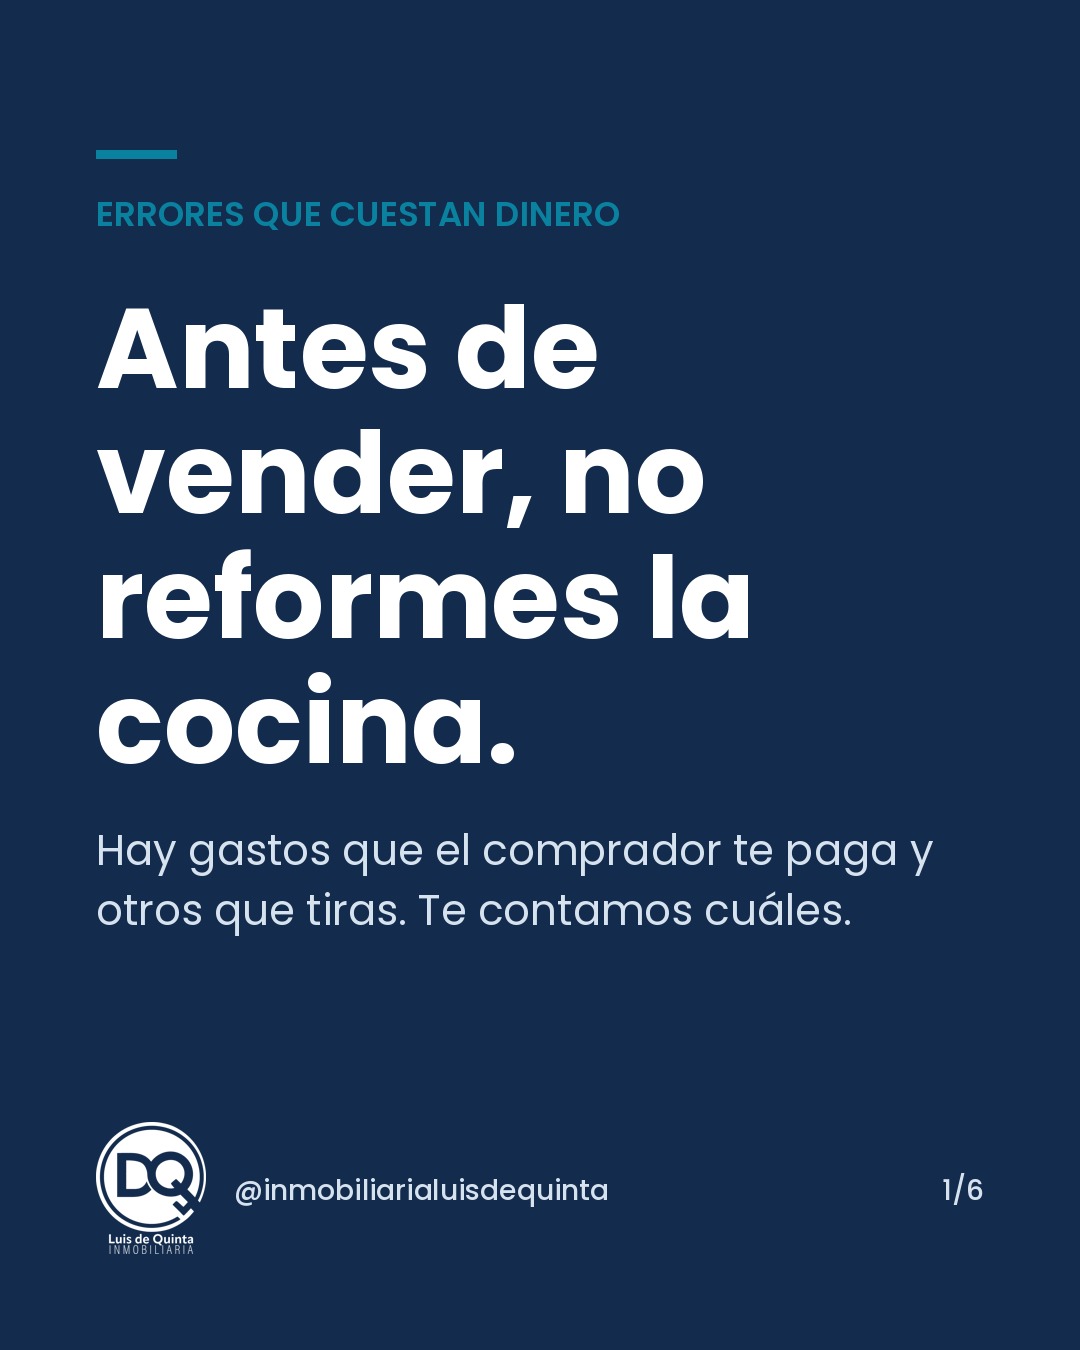 ERRORES QUE CUESTAN DINERO
Antes de
vender, no
reformes la
cocina.
Hay gastos que el comprador te paga y
otros que tiras. Te contamos cuáles.
DQ
Luis de Quinta
INMOBILIARIA
@inmobiliarialuisdequinta
1/6